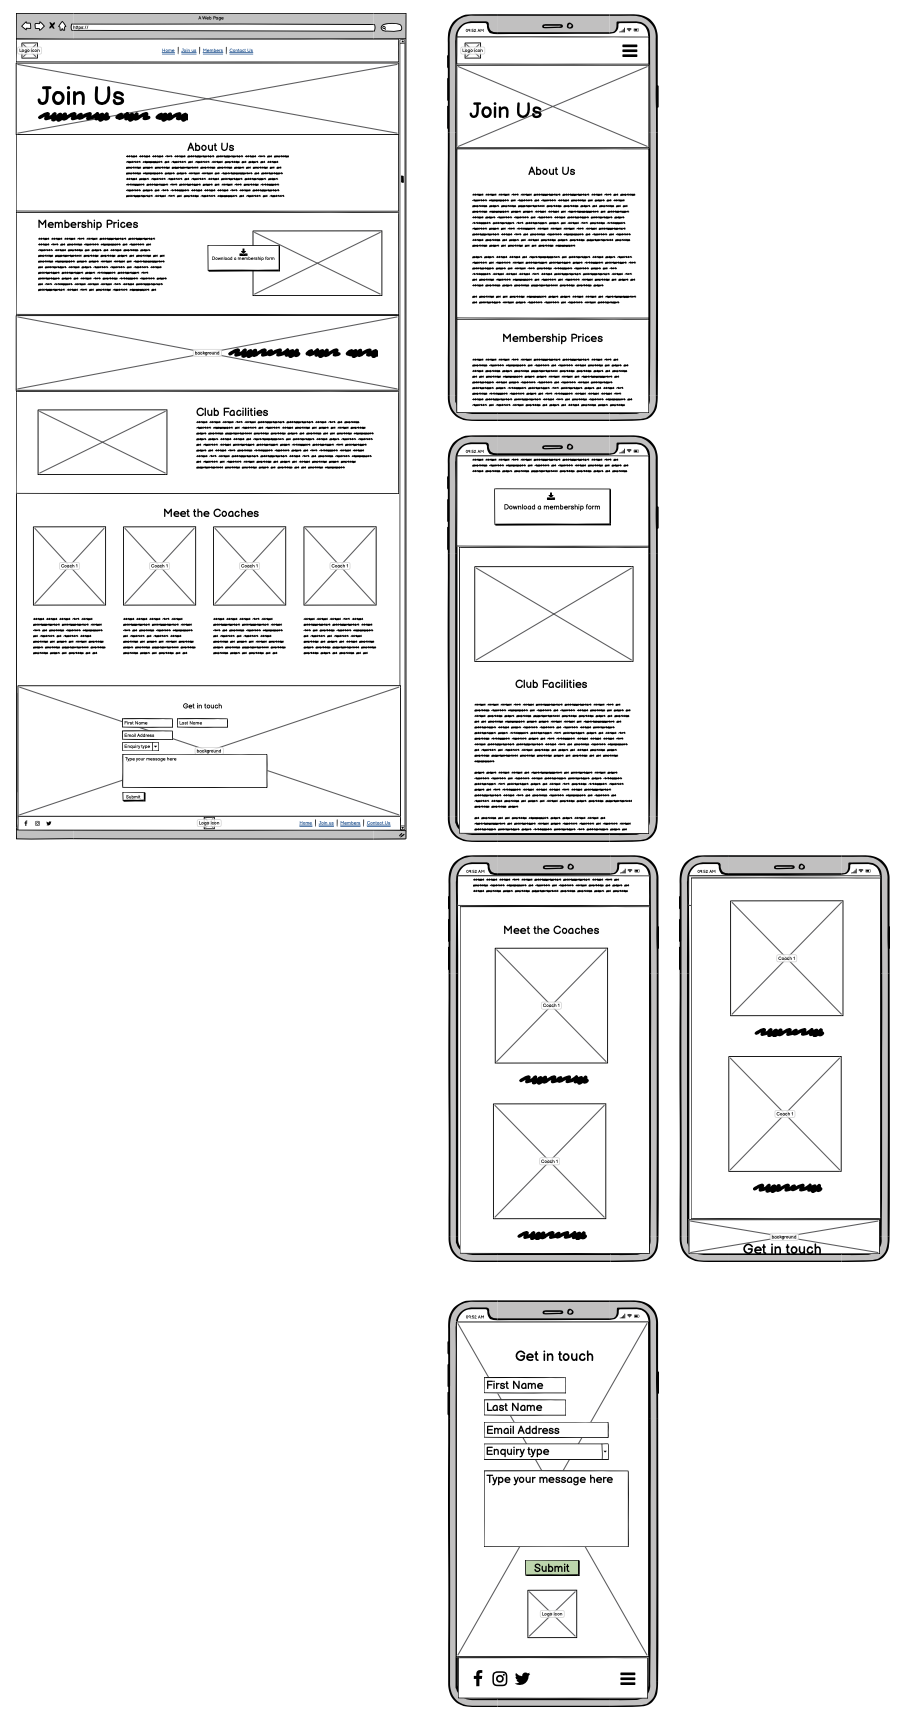 A Web Page
https://
Logo icon
Home | Join us | Members | Contact Us
Join Us
About Us
Membership Prices
Download a membership form
background
Club Facilities
Meet the Coaches
Coach 1
Coach 1
Coach 1
Coach 1
Get in touch
First Name
Last Name
Email Address
Enquiry type
background
Type your message here
Submit
Logo icon
Home | Join us | Members | Contact Us
09:52 AM
Logo icon
Join Us
About Us
Membership Prices
09:52 AM
Download a membership form
Club Facilities
09:52 AM
Meet the Coaches
Coach 1
Coach 1
09:52 AM
Coach 1
Coach 1
background
Get in touch
09:52 AM
Get in touch
First Name
Last Name
Email Address
Enquiry type
Type your message here
Submit
Logo icon